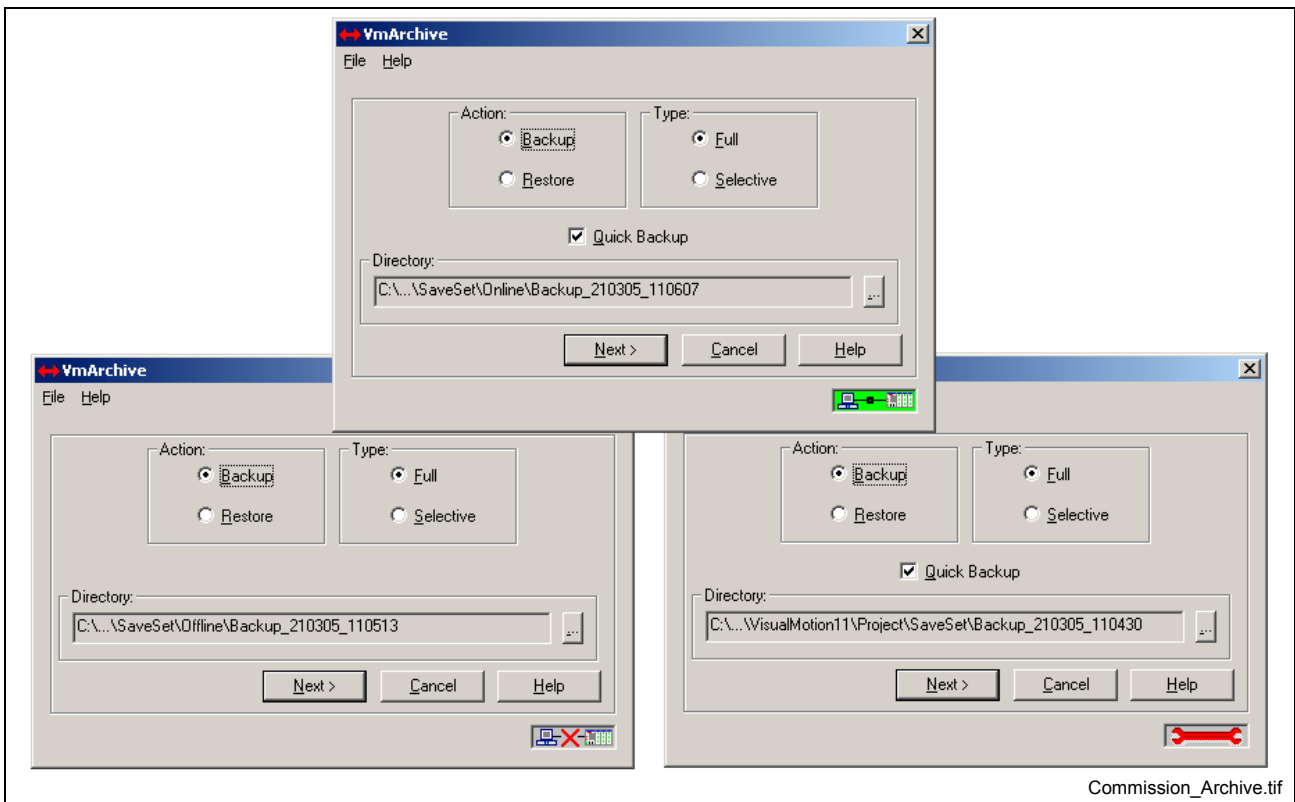 VmArchive
File Help
Action:
Backup
Restore
Type:
Full
Selective
Quick Backup
Directory:
C:\...\SaveSet\Online\Backup_210305_110607
...
Next >
Cancel
Help
VmArchive
File Help
Action:
Backup
Restore
Type:
Full
Selective
Directory:
C:\...\SaveSet\Offline\Backup_210305_110513
...
Next >
Cancel
Help
Action:
Backup
Restore
Type:
Full
Selective
Quick Backup
Directory:
C:\...\VisualMotion11\Project\SaveSet\Backup_210305_110430
...
Next >
Cancel
Help
Commission_Archive.tif